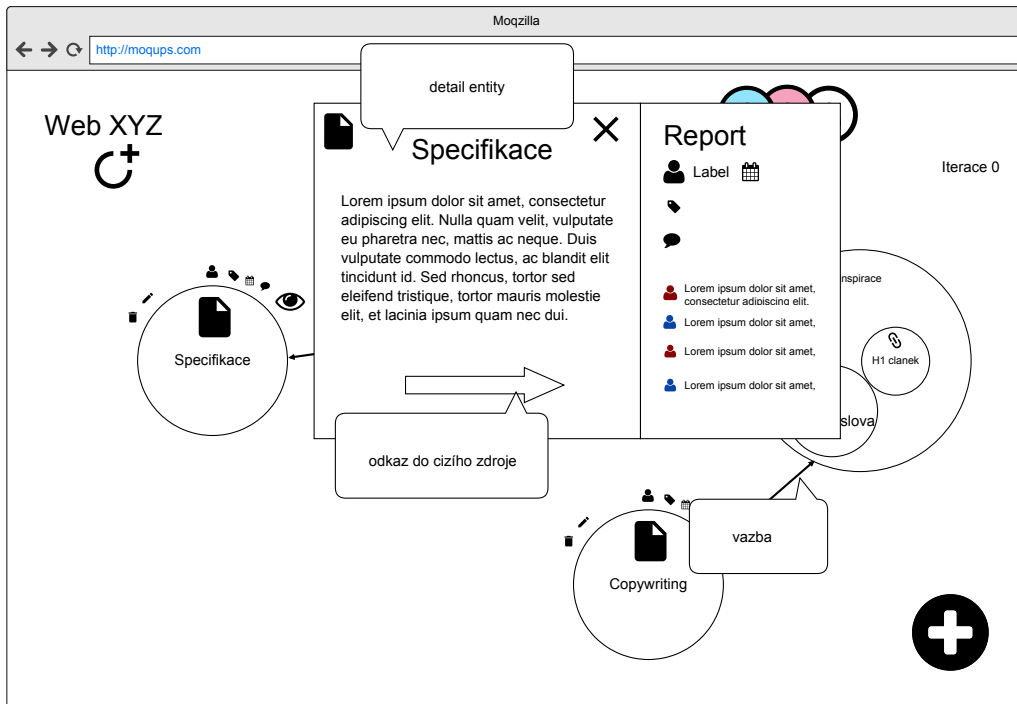 Moqzilla
http://moqups.com
detail entity
Web XYZ
Specifikace
Report
Label
Iterace 0
Lorem ipsum dolor sit amet, consectetur
adipiscing elit. Nulla quam velit, vulputate
eu pharetra nec, mattis ac neque. Duis
vulputate commodo lectus, ac blandit elit
tincidunt id. Sed rhoncus, tortor sed
eleifend tristique, tortor mauris molestie
elit, et lacinia ipsum quam nec dui.
Lorem ipsum dolor sit amet,
consectetur adipiscing elit.
Lorem ipsum dolor sit amet,
Lorem ipsum dolor sit amet,
Lorem ipsum dolor sit amet,
nspirace
H1 clanek
slova
Specifikace
odkaz do cizího zdroje
vazba
Copywriting